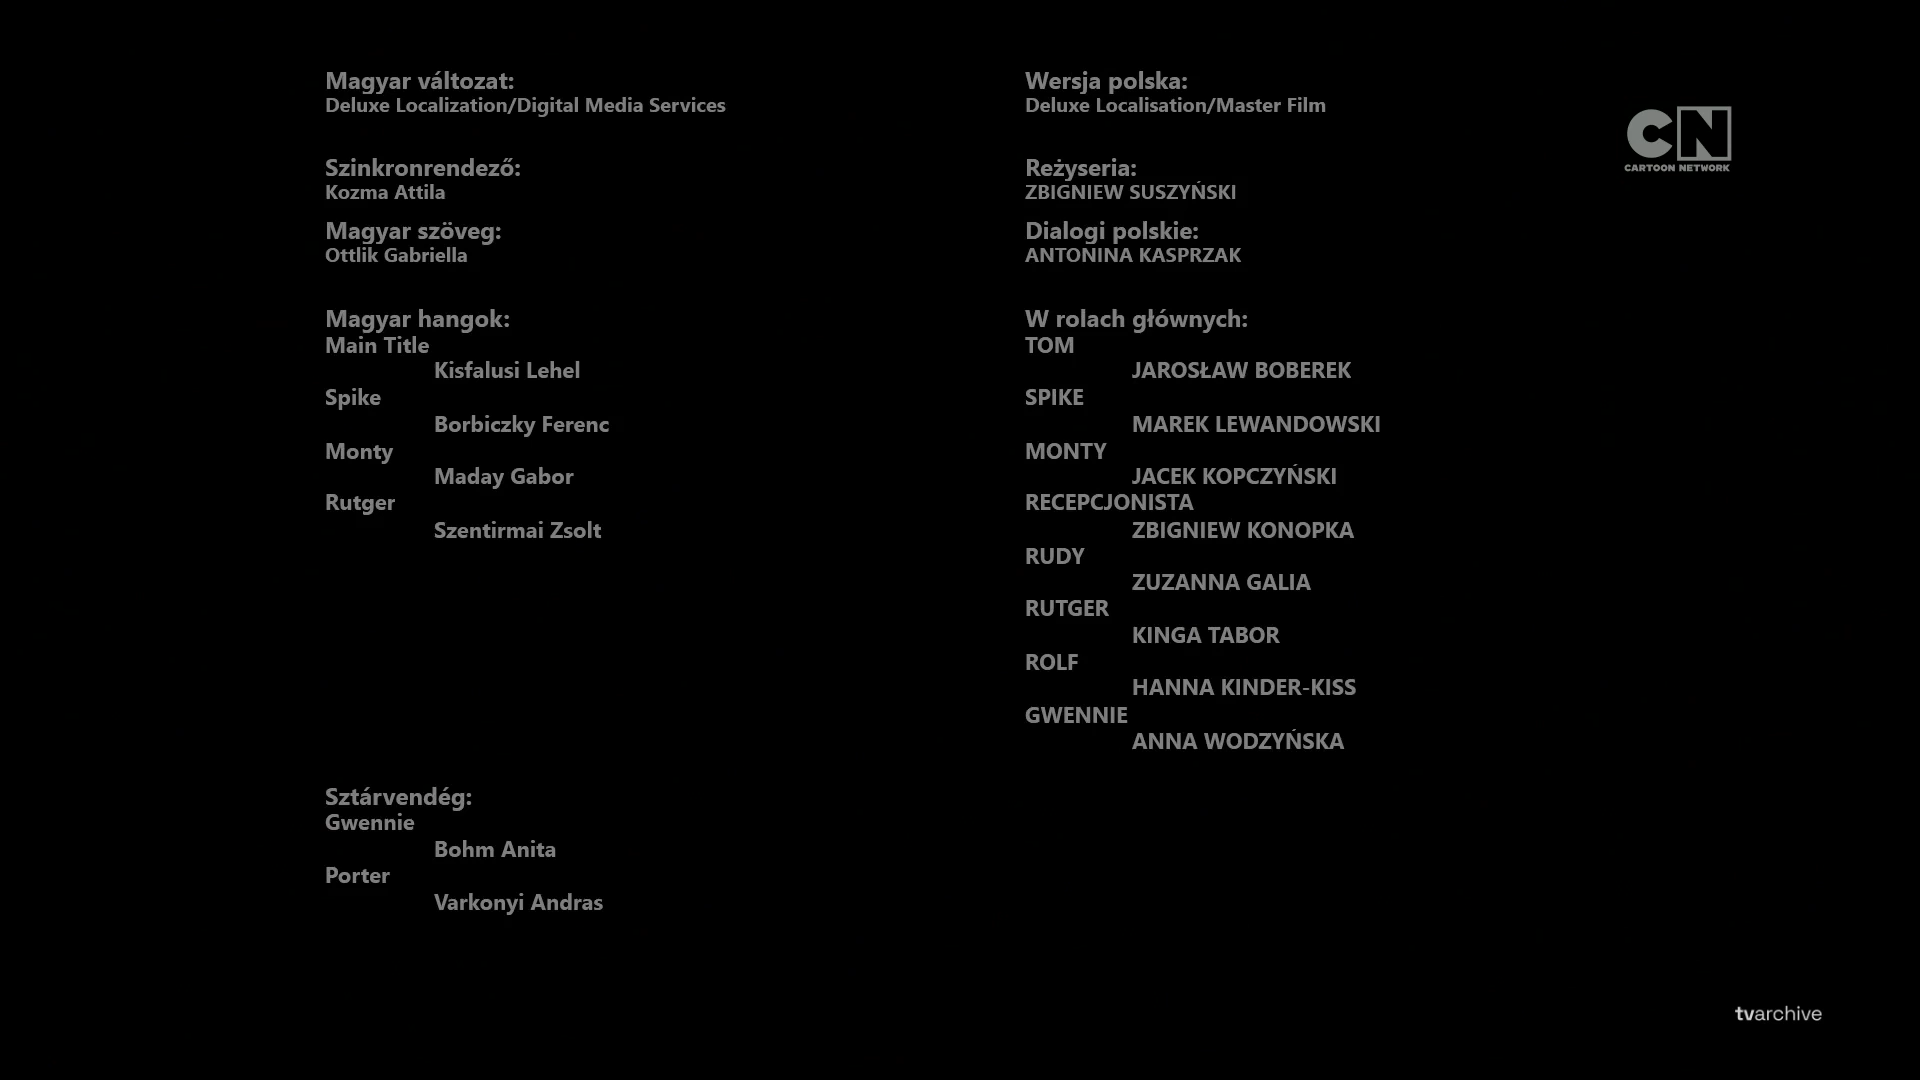 Magyar változat:
Deluxe Localization/Digital Media Services
Szinkronrendező:
Kozma Attila
Magyar szöveg:
Ottlik Gabriella
Magyar hangok:
Main Title
Kisfalusi Lehel
Spike
Borbiczky Ferenc
Monty
Maday Gabor
Rutger
Szentirmai Zsolt
Sztárvendég:
Gwennie
Bohm Anita
Porter
Varkonyi Andras
Wersja polska:
Deluxe Localisation/Master Film
Reżyseria:
ZBIGNIEW SUSZYŃSKI
Dialogi polskie:
ANTONINA KASPRZAK
W rolach głównych:
TOM
JAROSŁAW BOBEREK
SPIKE
MAREK LEWANDOWSKI
MONTY
JACEK KOPCZYŃSKI
RECEPCJONISTA
ZBIGNIEW KONOPKA
RUDY
ZUZANNA GALIA
RUTGER
KINGA TABOR
ROLF
HANNA KINDER-KISS
GWENNIE
ANNA WODZYŃSKA
CN
CARTOON NETWORK
tvarchive